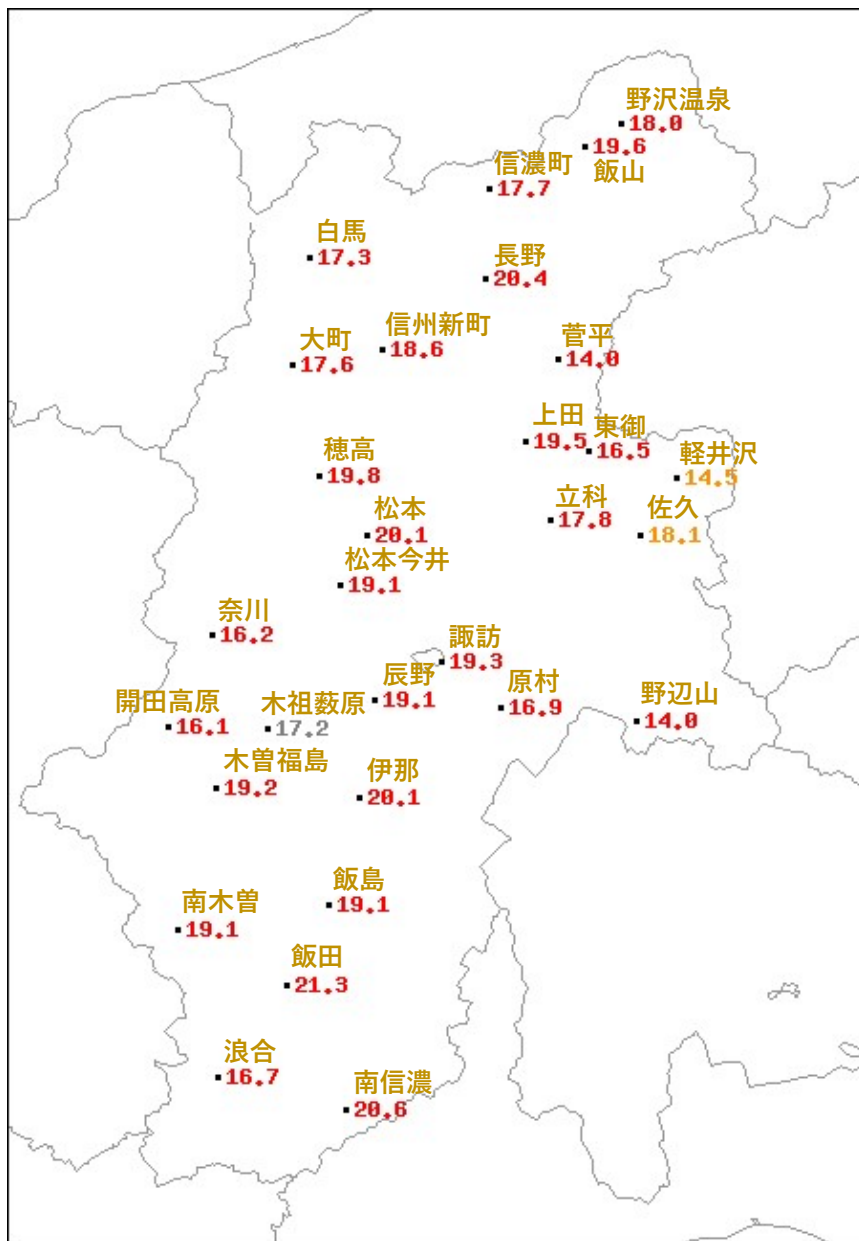 野沢温泉
18.0
19.6
飯山
信濃町
17.7
白馬
17.3
長野
20.4
信州新町
18.6
大町
17.6
菅平
14.0
上田
19.5
東御
16.5
軽井沢
14.5
穂高
19.8
立科
17.8
佐久
18.1
松本
20.1
松本今井
19.1
奈川
16.2
諏訪
19.3
辰野
19.1
原村
16.9
野辺山
14.0
開田高原
16.1
木祖薮原
17.2
木曽福島
19.2
伊那
20.1
飯島
19.1
南木曽
19.1
飯田
21.3
浪合
16.7
南信濃
20.6